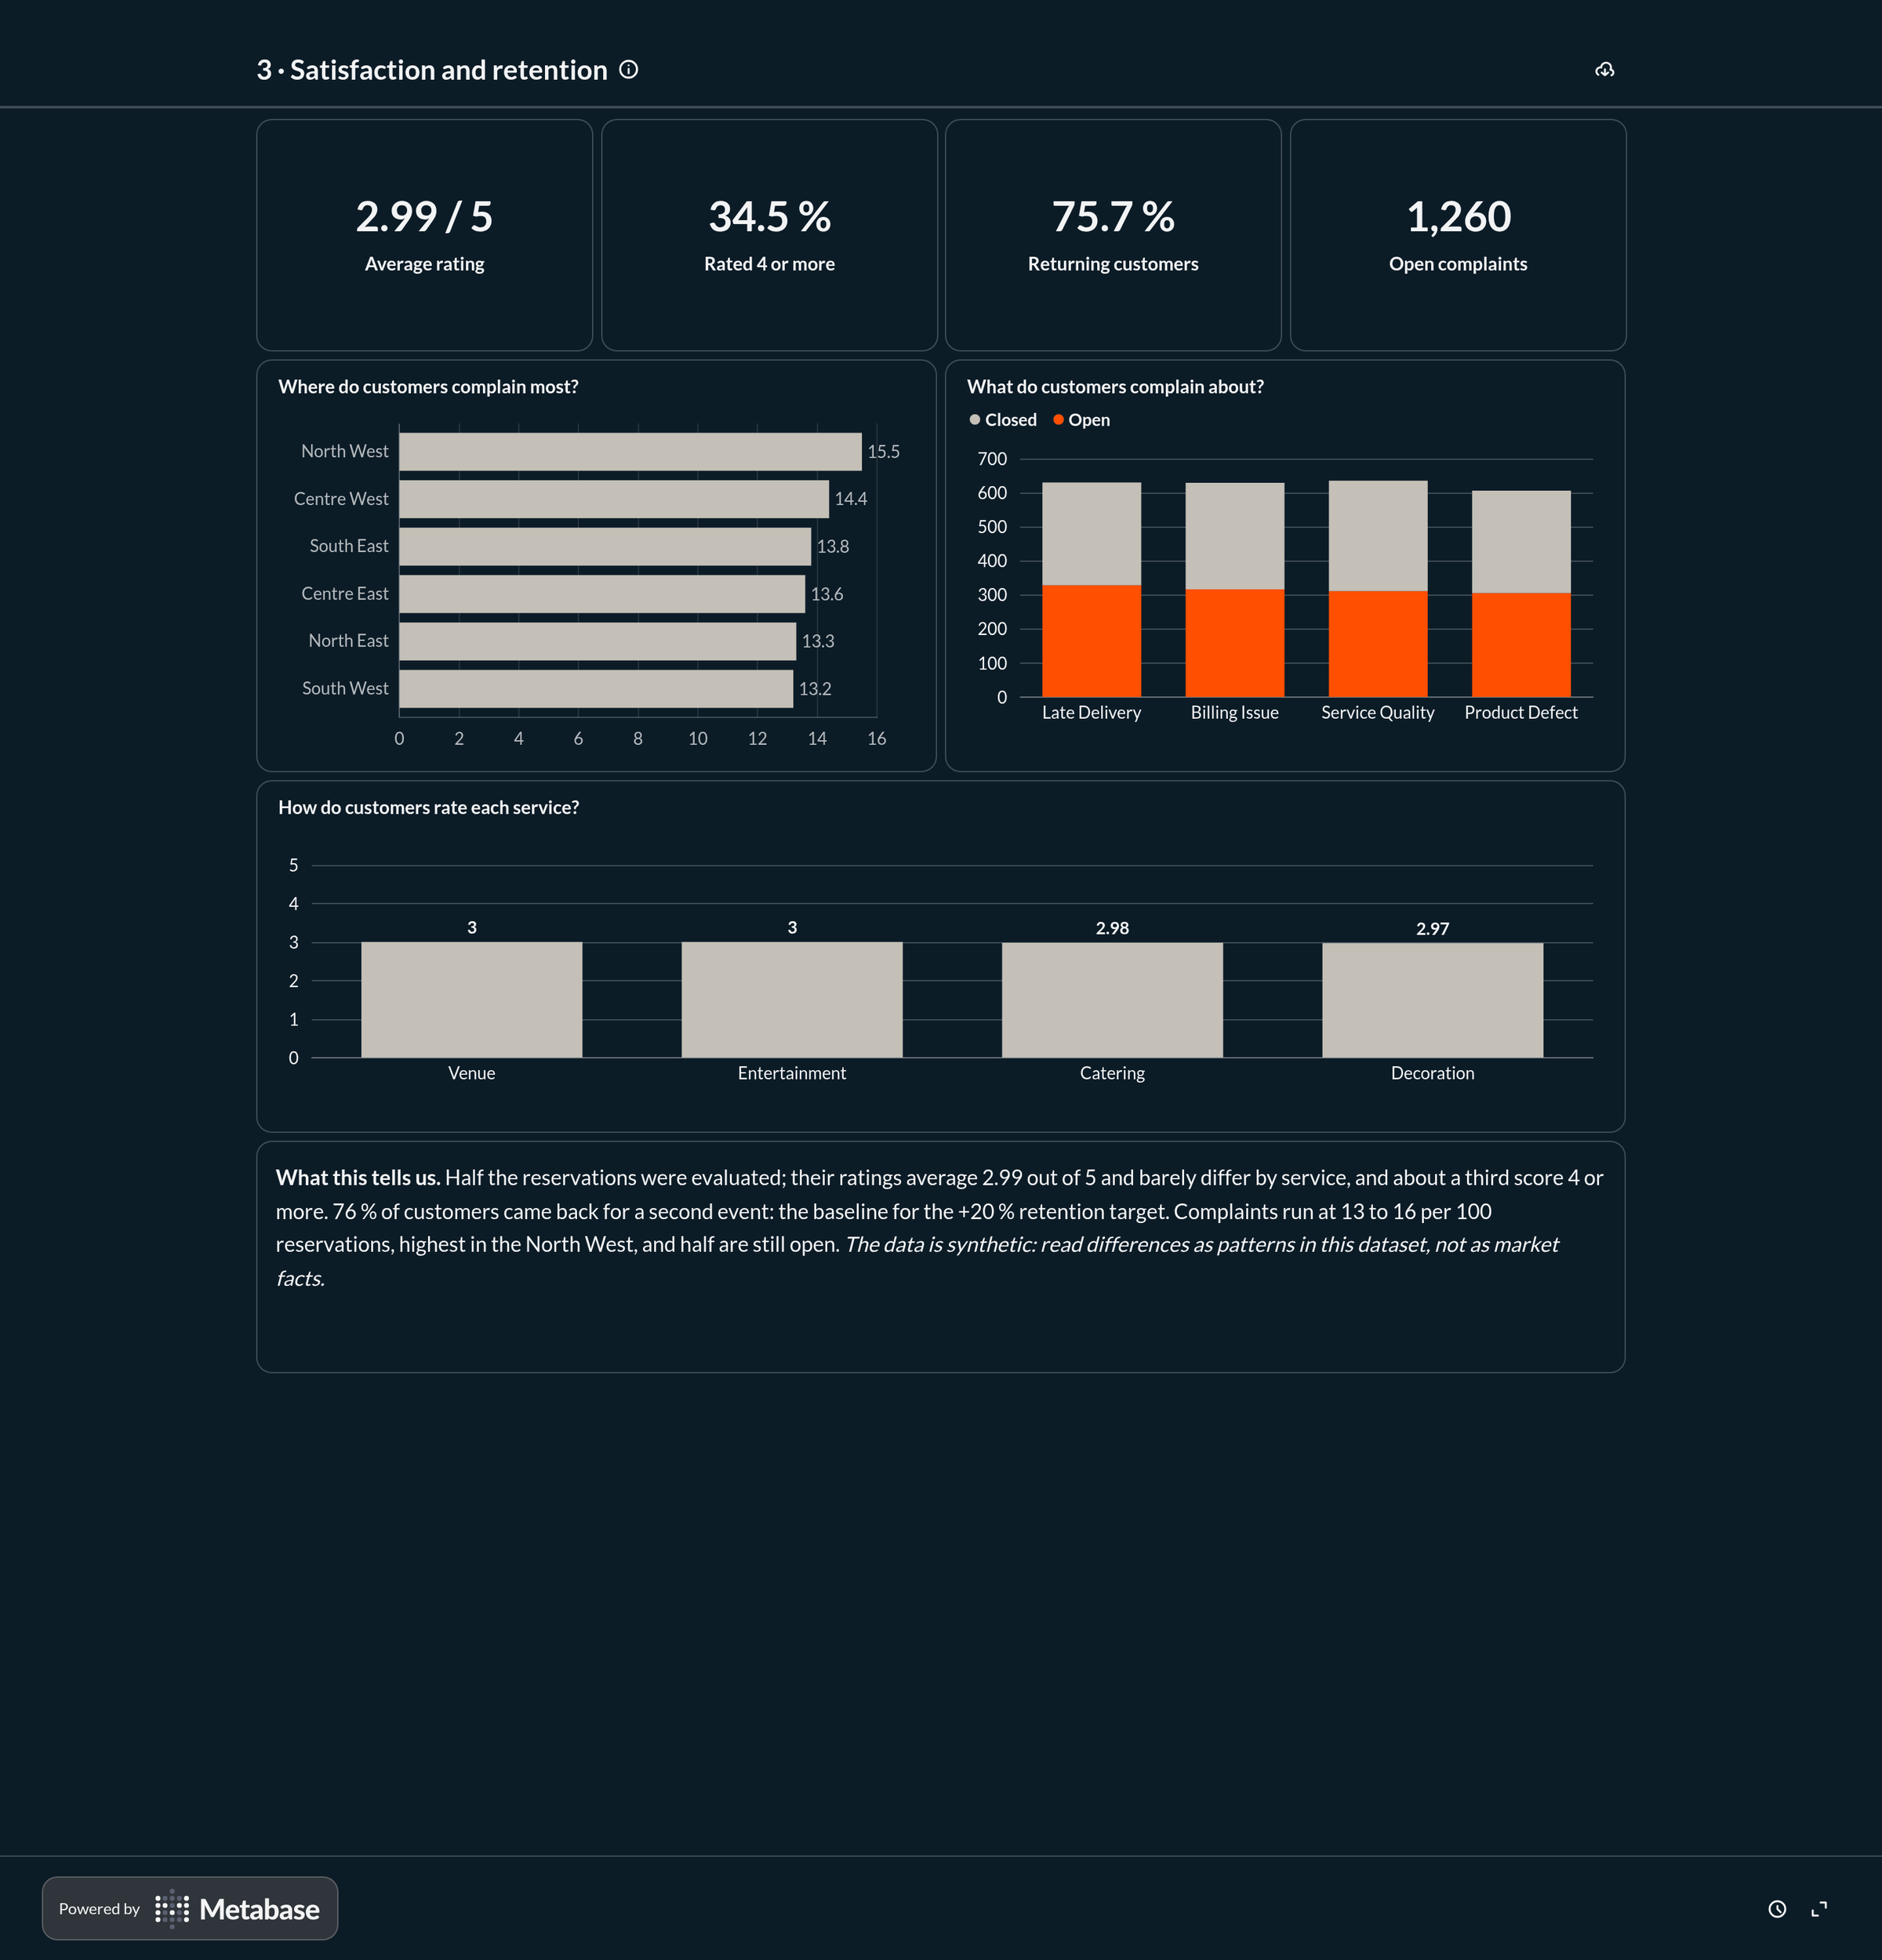 3 · Satisfaction and retention
2.99 / 5
Average rating
34.5 %
Rated 4 or more
75.7 %
Returning customers
1,260
Open complaints
Where do customers complain most?
North West 15.5
Centre West 14.4
South East 13.8
Centre East 13.6
North East 13.3
South West 13.2
0 2 4 6 8 10 12 14 16
What do customers complain about?
Closed Open
700
600
500
400
300
200
100
0
Late Delivery Billing Issue Service Quality Product Defect
How do customers rate each service?
5
4
3
2
1
0
3 3 2.98 2.97
Venue Entertainment Catering Decoration
What this tells us. Half the reservations were evaluated; their ratings average 2.99 out of 5 and barely differ by service, and about a third score 4 or
more. 76 % of customers came back for a second event: the baseline for the +20 % retention target. Complaints run at 13 to 16 per 100
reservations, highest in the North West, and half are still open. The data is synthetic: read differences as patterns in this dataset, not as market
facts.
Powered by Metabase